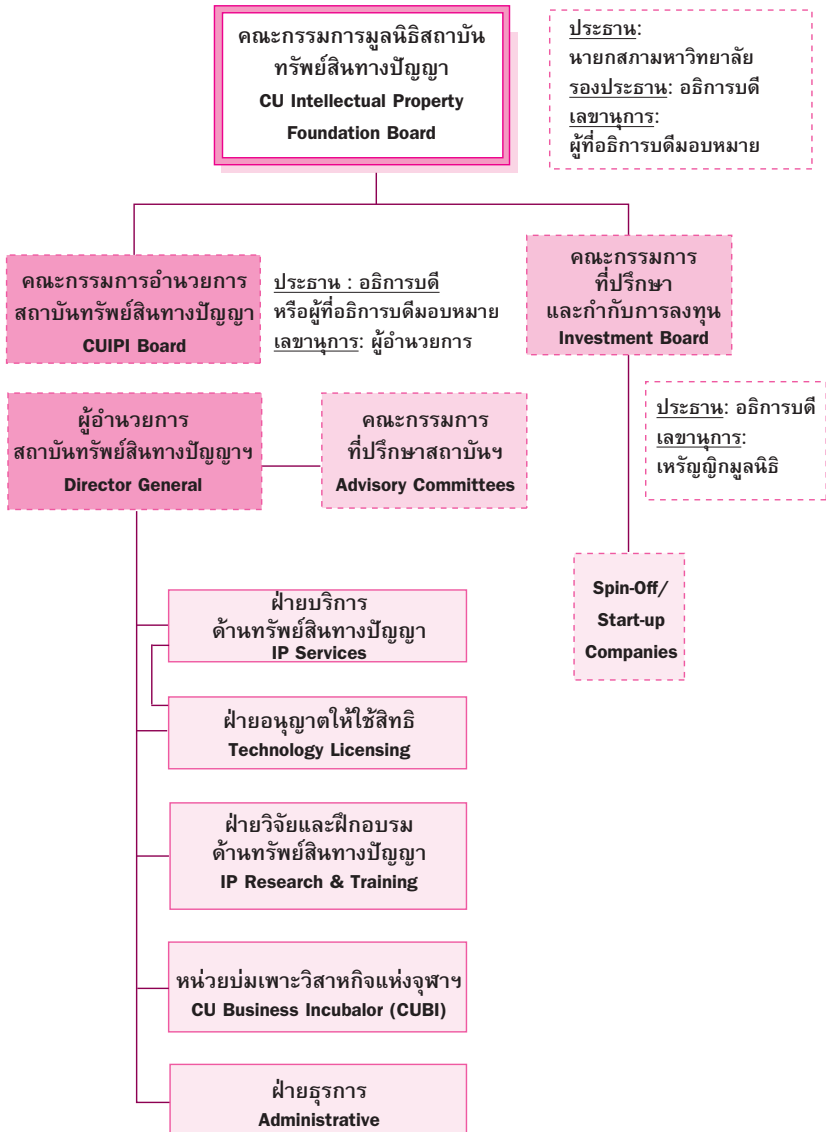 คณะกรรมการมูลนิธิสถาบัน
ทรัพย์สินทางปัญญา
CU Intellectual Property
Foundation Board
ประธาน:
นายกสภามหาวิทยาลัย
รองประธาน: อธิการบดี
เลขานุการ:
ผู้ที่อธิการบดีมอบหมาย
คณะกรรมการอำนวยการ
สถาบันทรัพย์สินทางปัญญา
CUIPI Board
ประธาน : อธิการบดี
หรือผู้ที่อธิการบดีมอบหมาย
เลขานุการ: ผู้อำนวยการ
คณะกรรมการ
ที่ปรึกษา
และกำกับการลงทุน
Investment Board
ผู้อำนวยการ
สถาบันทรัพย์สินทางปัญญาฯ
Director General
คณะกรรมการ
ที่ปรึกษาสถาบันฯ
Advisory Committees
ประธาน: อธิการบดี
เลขานุการ:
เหรัญญิกมูลนิธิ
Spin-Off/
Start-up
Companies
ฝ่ายบริการ
ด้านทรัพย์สินทางปัญญา
IP Services
ฝ่ายอนุญาตให้ใช้สิทธิ
Technology Licensing
ฝ่ายวิจัยและฝึกอบรม
ด้านทรัพย์สินทางปัญญา
IP Research & Training
หน่วยบ่มเพาะวิสาหกิจแห่งจุฬาฯ
CU Business Incubalor (CUBI)
ฝ่ายธุรการ
Administrative